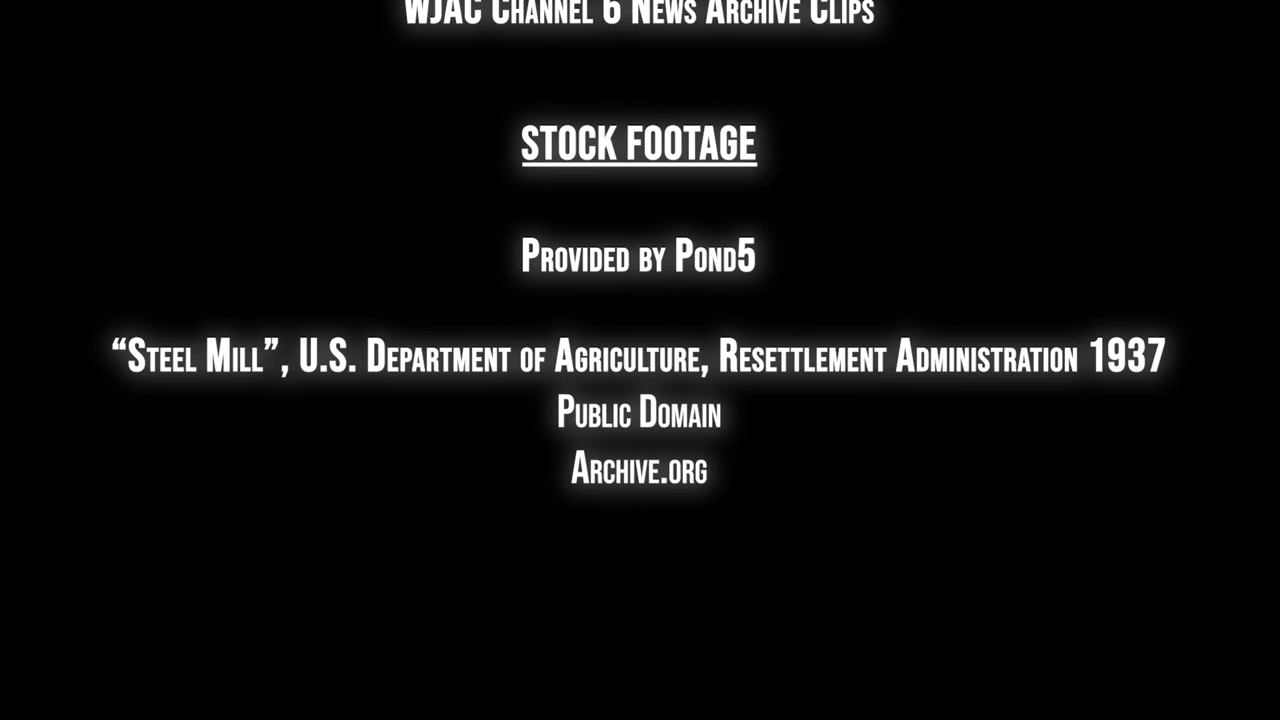 WJAC Channel 6 News Archive Clips
STOCK FOOTAGE
Provided by Pond5
“Steel Mill”, U.S. Department of Agriculture, Resettlement Administration 1937
Public Domain
Archive.org